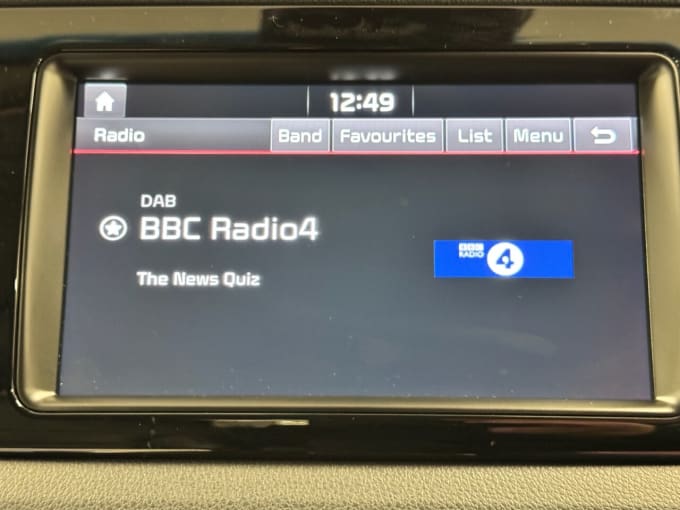 12:49
Radio Band Favourites List Menu
DAB
BBC Radio4
The News Quiz
BBC
RADIO 4